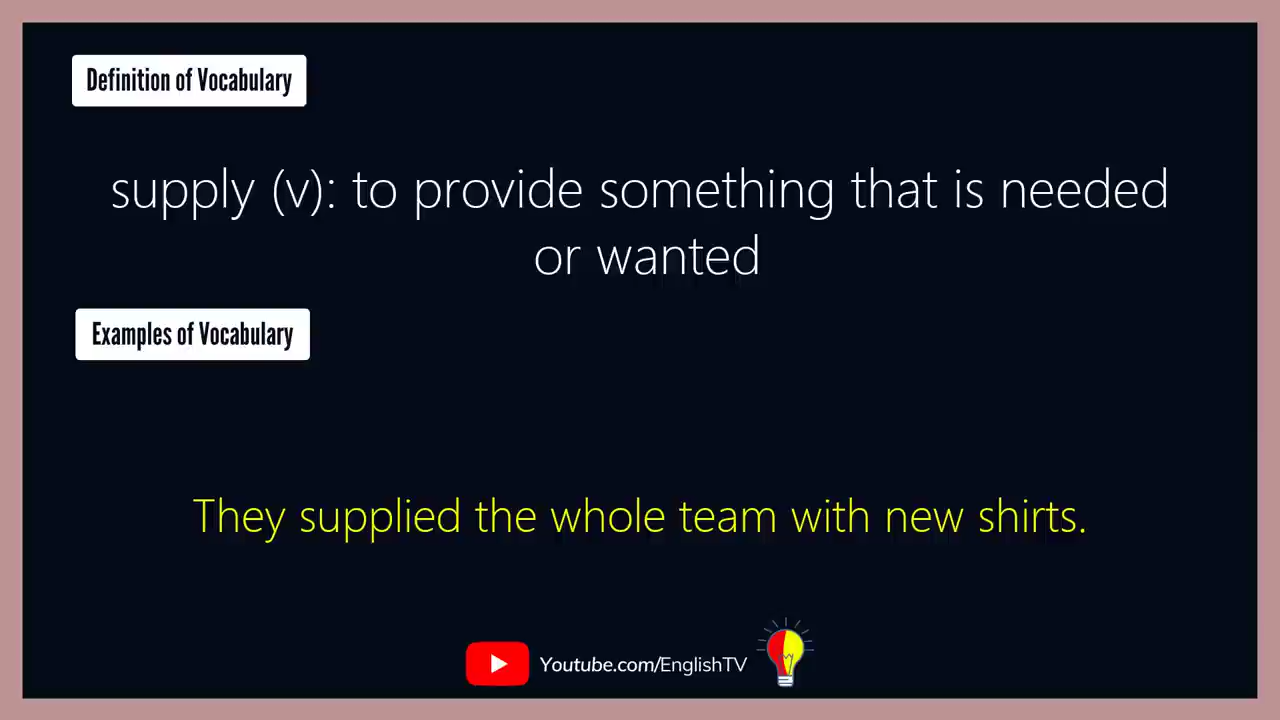 Definition of Vocabulary
supply (v): to provide something that is needed
or wanted
Examples of Vocabulary
They supplied the whole team with new shirts.
Youtube.com/EnglishTV